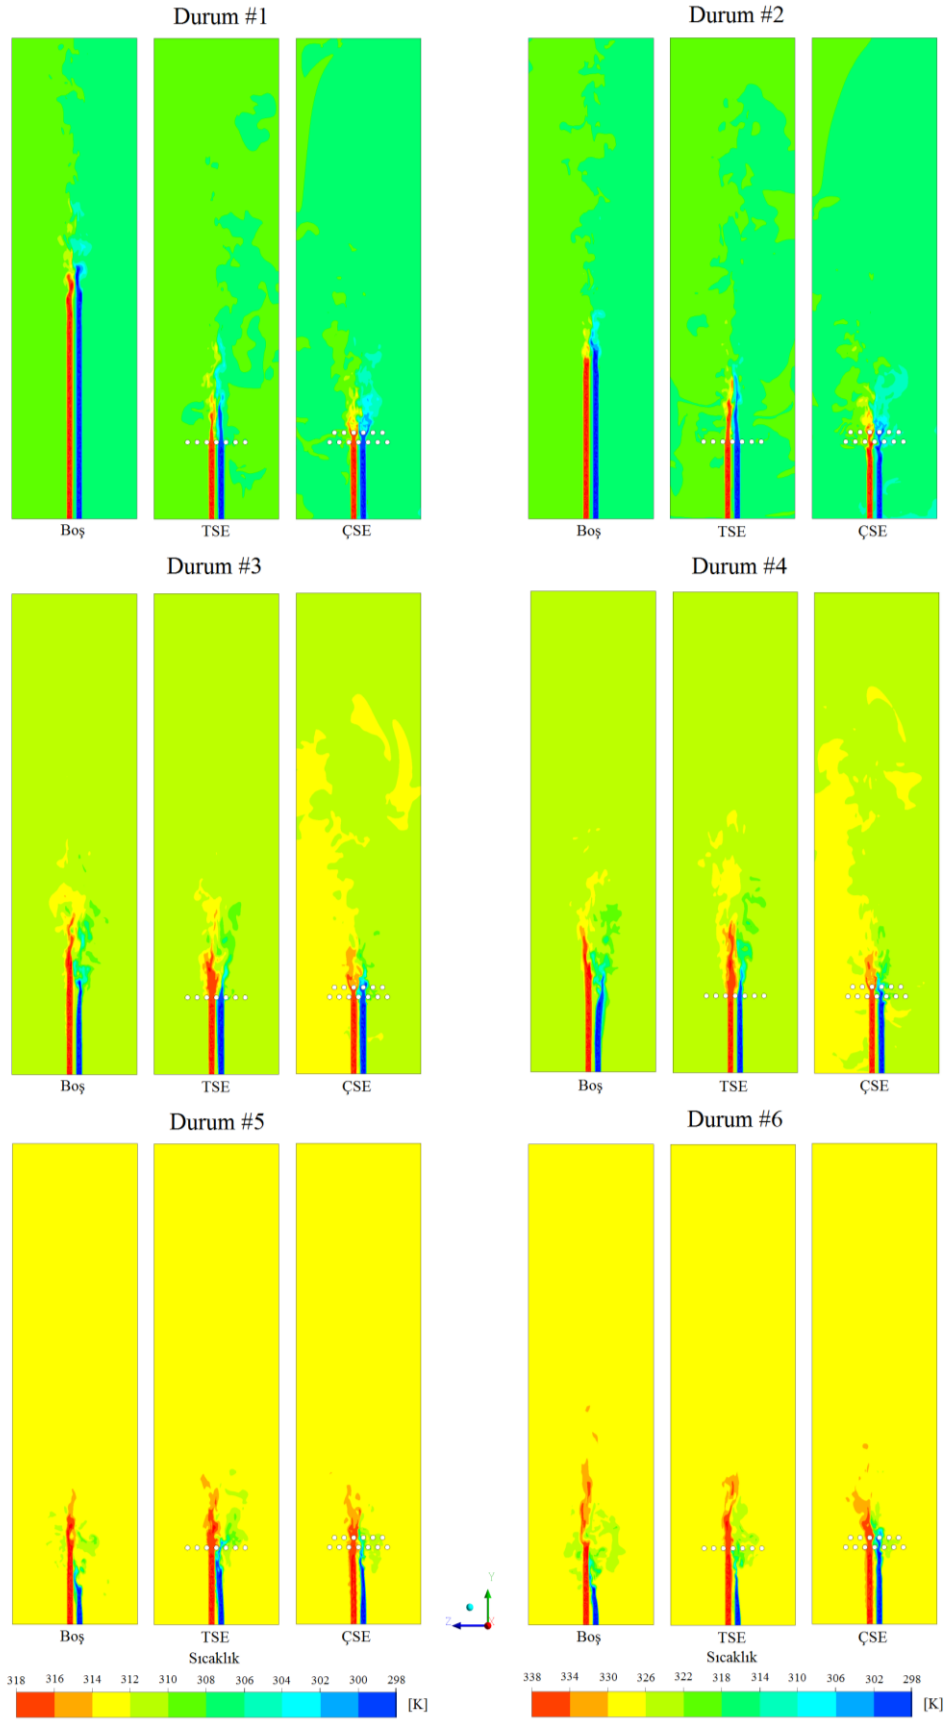 Durum #1
Durum #2
Boş TSE ÇSE
Boş TSE ÇSE
Durum #3
Durum #4
Boş TSE ÇSE
Boş TSE ÇSE
Durum #5
Durum #6
Boş TSE ÇSE
Boş TSE ÇSE
Y
Z
Sıcaklık
318 316 314 312 310 308 306 304 302 300 298 [K]
Sıcaklık
338 334 330 326 322 318 314 310 306 302 298 [K]